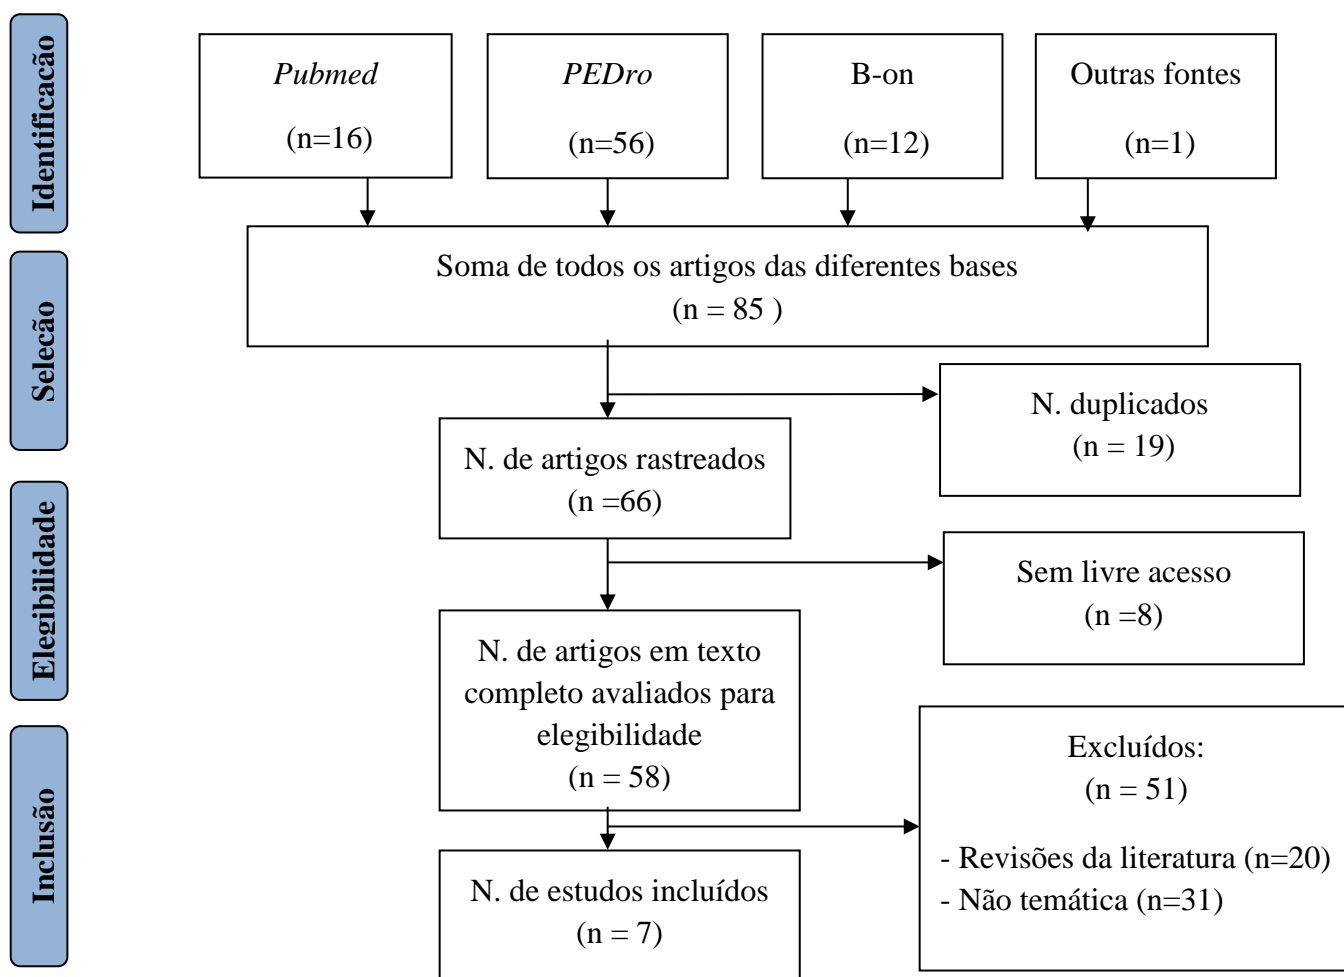 Identificação
Pubmed
(n=16)
PEDro
(n=56)
B-on
(n=12)
Outras fontes
(n=1)
Soma de todos os artigos das diferentes bases
(n = 85 )
Seleção
N. duplicados
(n = 19)
N. de artigos rastreados
(n =66)
Elegibilidade
Sem livre acesso
(n =8)
N. de artigos em texto
completo avaliados para
elegibilidade
(n = 58)
Excluídos:
(n = 51)
- Revisões da literatura (n=20)
- Não temática (n=31)
Inclusão
N. de estudos incluídos
(n = 7)